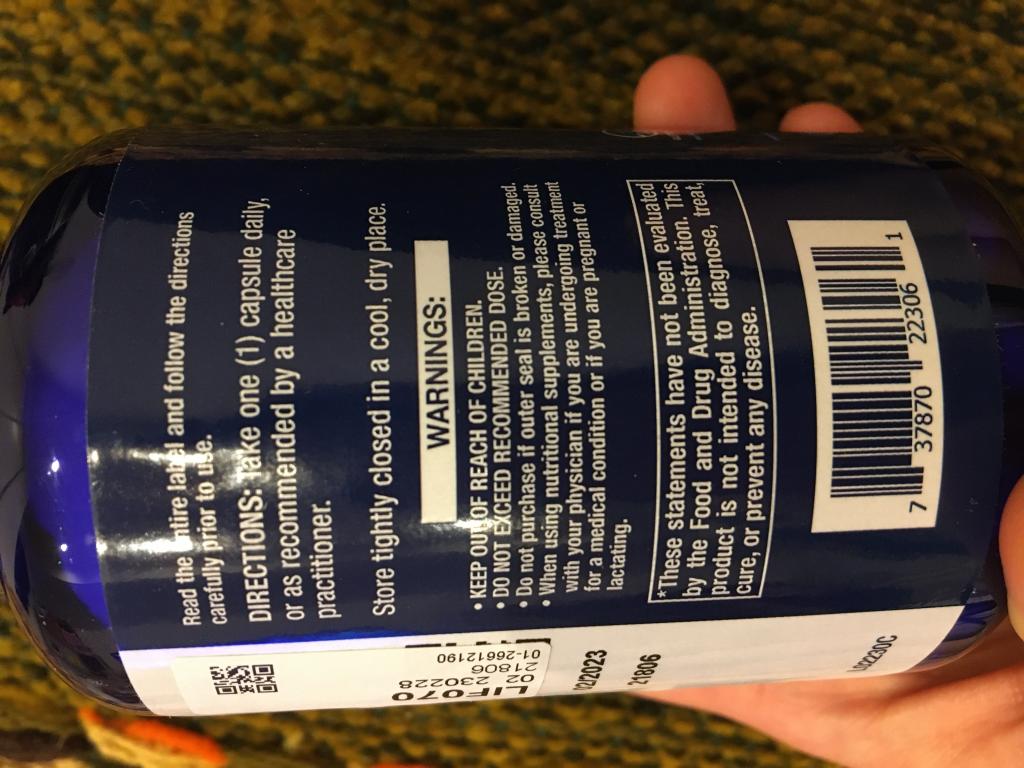 Read the entire label and follow the directions
carefully prior to use.
DIRECTIONS: Take one (1) capsule daily,
or as recommended by a healthcare
practitioner.
Store tightly closed in a cool, dry place.
WARNINGS:
• KEEP OUT OF REACH OF CHILDREN.
• DO NOT EXCEED RECOMMENDED DOSE.
• Do not purchase if outer seal is broken or damaged.
• When using nutritional supplements, please consult
with your physician if you are undergoing treatment
for a medical condition or if you are pregnant or
lactating.
*These statements have not been evaluated
by the Food and Drug Administration. This
product is not intended to diagnose, treat,
cure, or prevent any disease.
7 37870 22306 1
LIF070
02 230228
21806
01-26612190
02/2023
21806